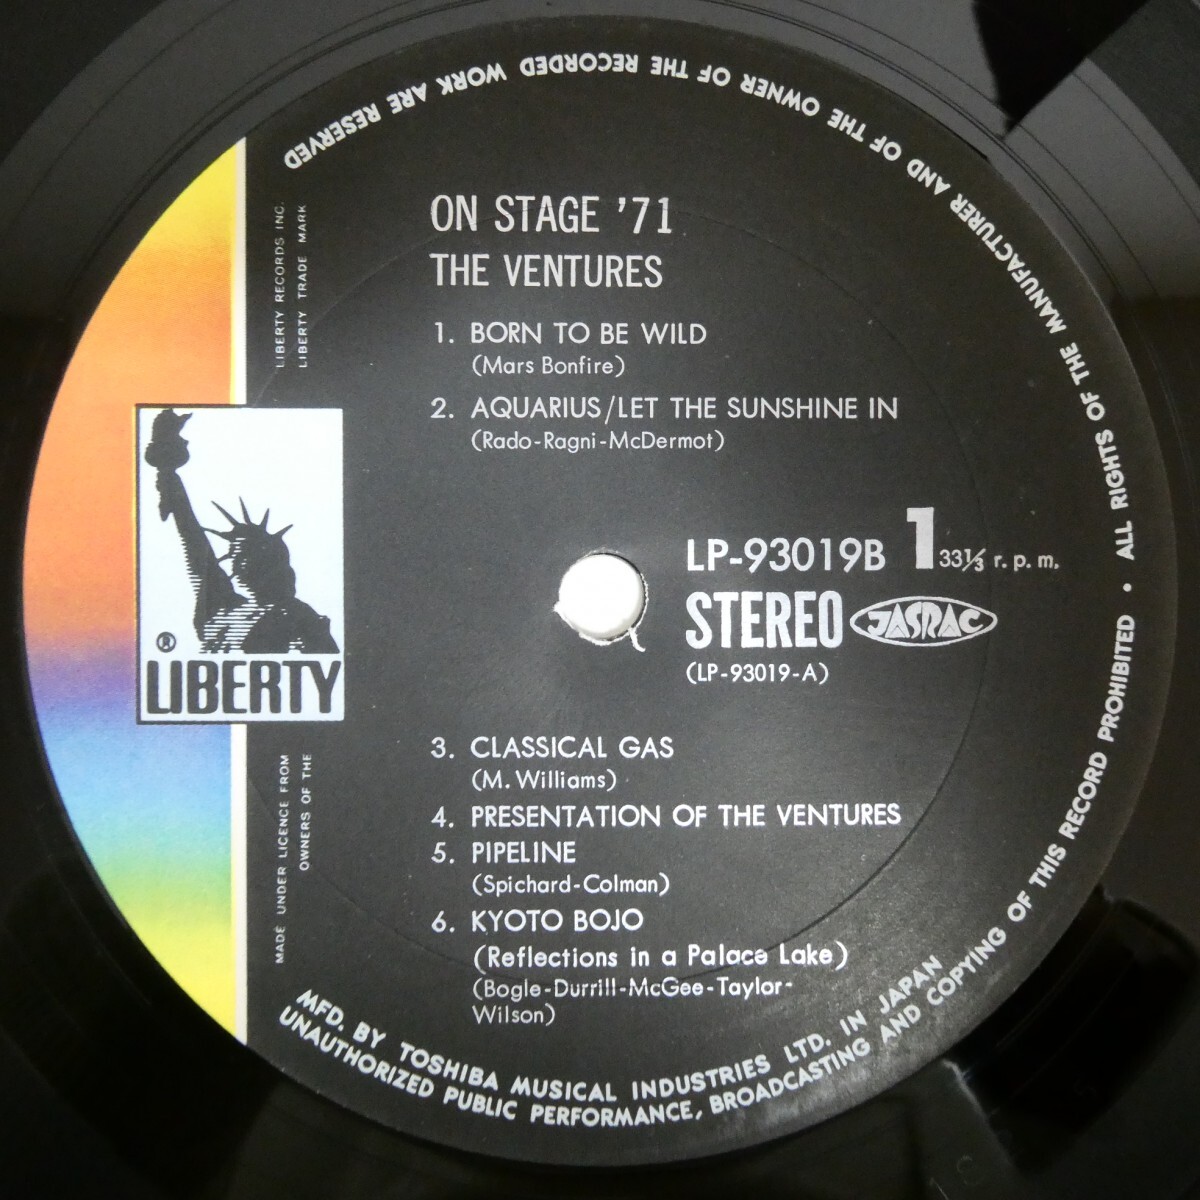 ON STAGE '71
THE VENTURES
1. BORN TO BE WILD
(Mars Bonfire)
2. AQUARIUS/LET THE SUNSHINE IN
(Rado-Ragni-McDermot)
LP-93019B 1 33⅓ r.p.m.
STEREO JASRAC
(LP-93019-A)
3. CLASSICAL GAS
(M. Williams)
4. PRESENTATION OF THE VENTURES
5. PIPELINE
(Spichard-Colman)
6. KYOTO BOJO
(Reflections in a Palace Lake)
(Bogle-Durrill-McGee-Taylor-
Wilson)
LIBERTY RECORDS INC.
LIBERTY TRADE MARK
®
LIBERTY
MADE UNDER LICENCE FROM
OWNERS OF THE
MFD. BY TOSHIBA MUSICAL INDUSTRIES LTD. IN JAPAN
UNAUTHORIZED PUBLIC PERFORMANCE, BROADCASTING AND COPYING OF THIS RECORD PROHIBITED • ALL RIGHTS OF THE MANUFACTURER AND OF THE OWNER OF THE RECORDED WORK ARE RESERVED